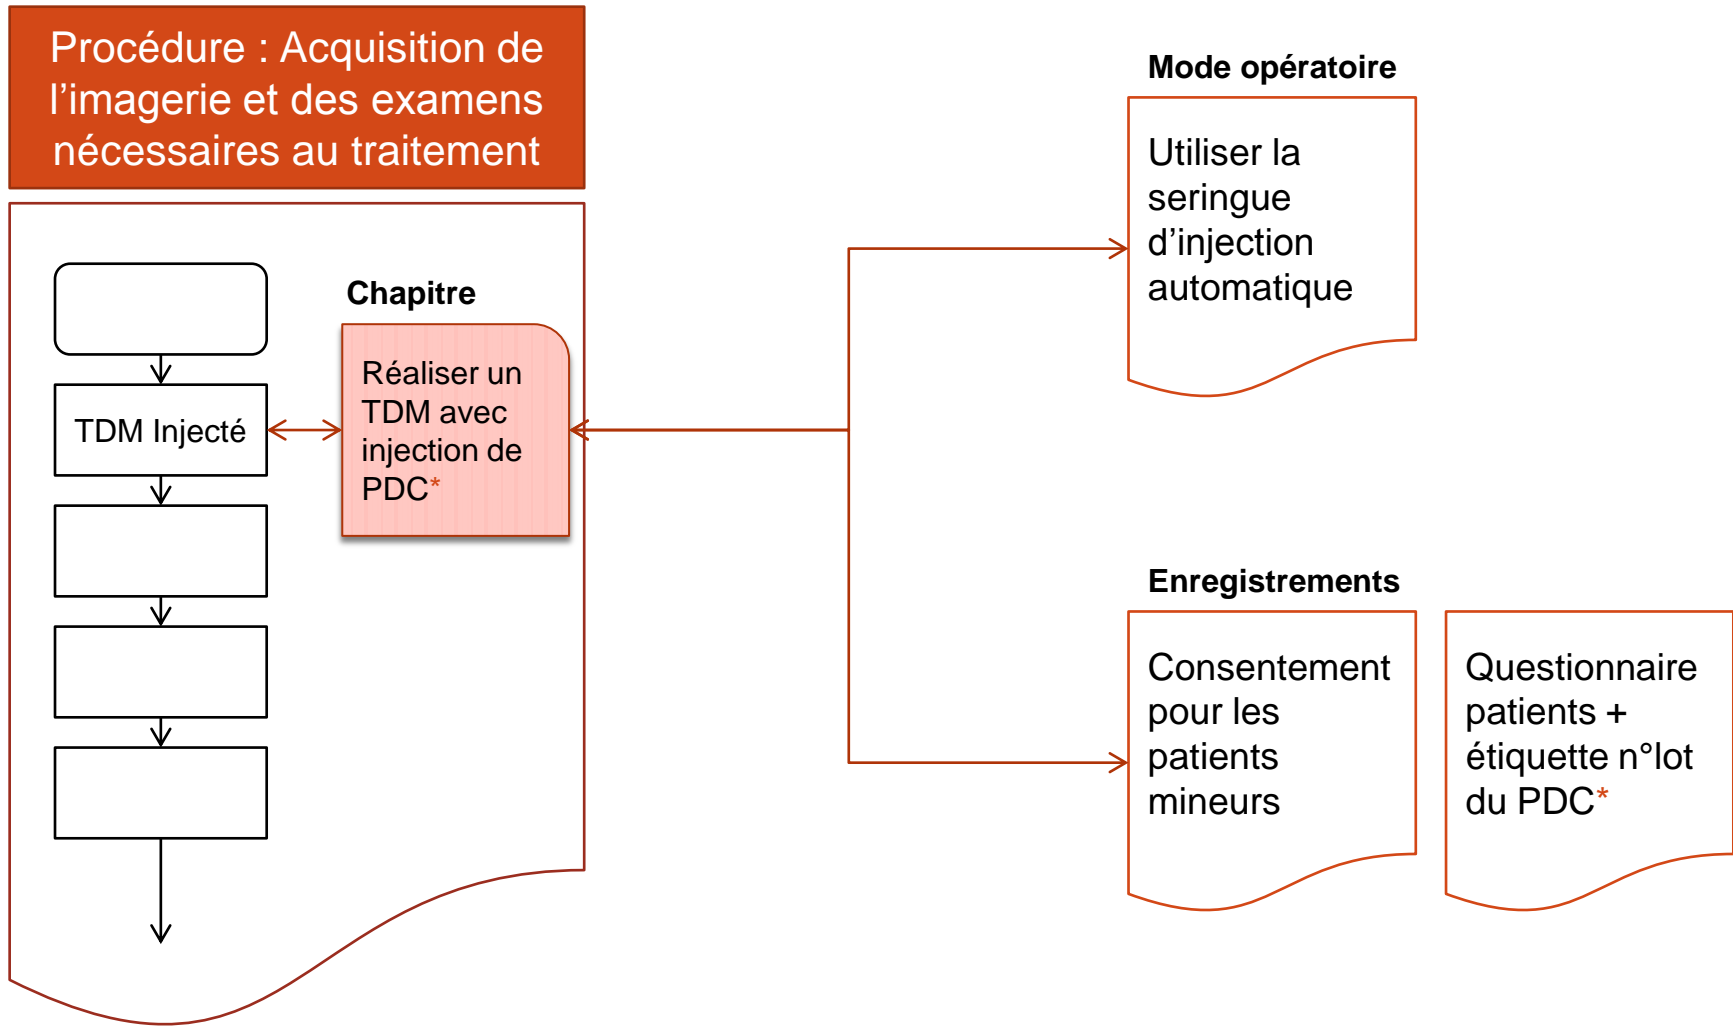 Procédure : Acquisition de
l’imagerie et des examens
nécessaires au traitement
TDM Injecté
Chapitre
Réaliser un
TDM avec
injection de
PDC*
Mode opératoire
Utiliser la
seringue
d’injection
automatique
Enregistrements
Consentement
pour les
patients
mineurs
Questionnaire
patients +
étiquette n°lot
du PDC*